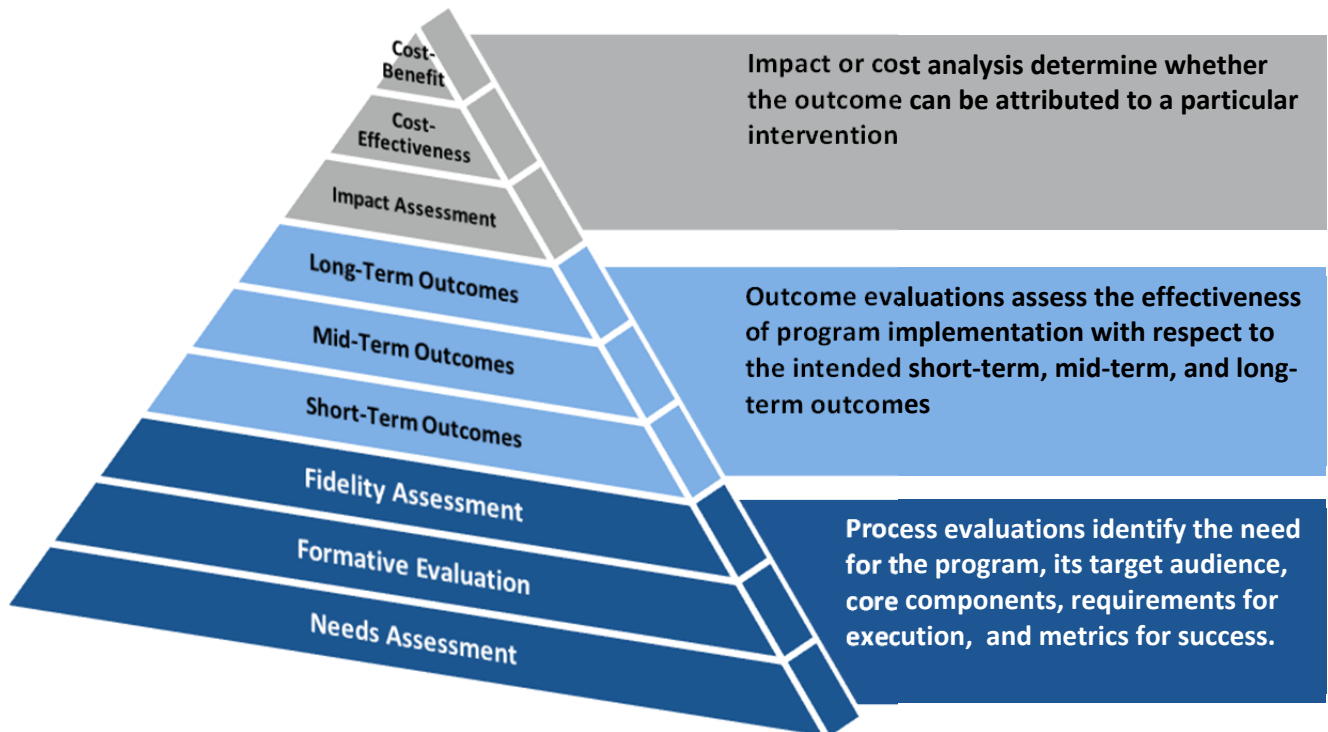 Cost-
Benefit
Cost-
Effectiveness
Impact Assessment
Long-Term Outcomes
Mid-Term Outcomes
Short-Term Outcomes
Fidelity Assessment
Formative Evaluation
Needs Assessment
Impact or cost analysis determine whether
the outcome can be attributed to a particular
intervention
Outcome evaluations assess the effectiveness
of program implementation with respect to
the intended short-term, mid-term, and long-
term outcomes
Process evaluations identify the need
for the program, its target audience,
core components, requirements for
execution,  and metrics for success.